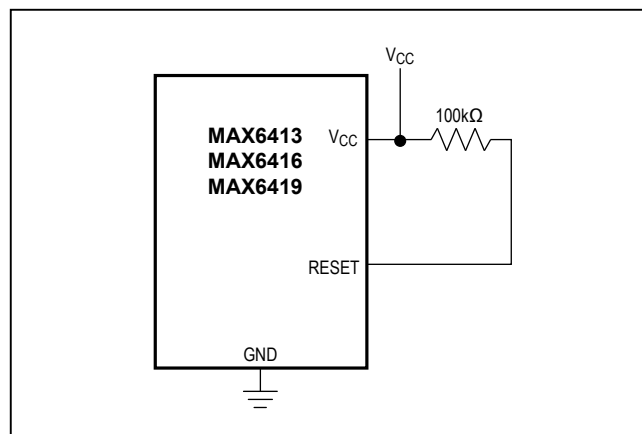 VCC
100kΩ
MAX6413
VCC
MAX6416
MAX6419
RESET
GND